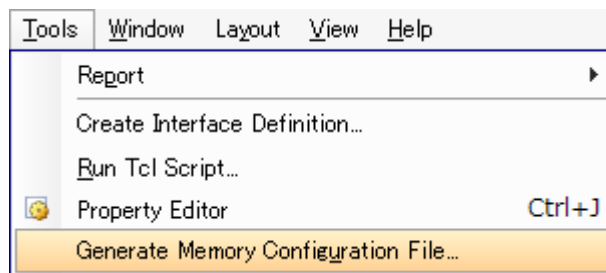 Tools Window Layout View Help
Report
Create Interface Definition...
Run Tcl Script...
Property Editor Ctrl+J
Generate Memory Configuration File...